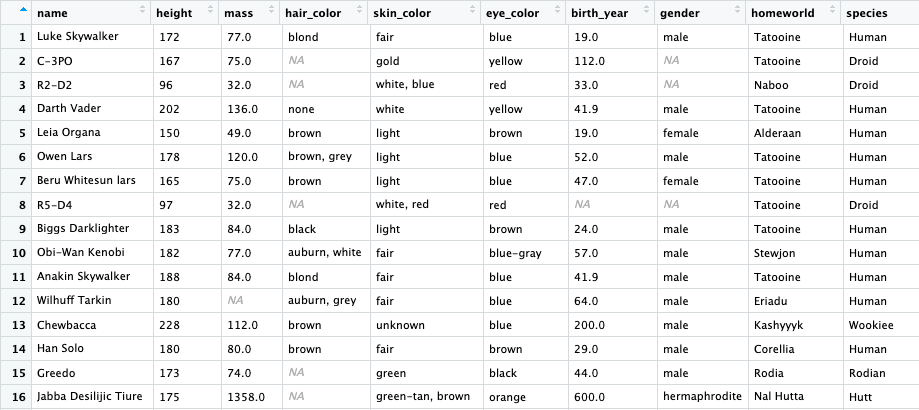 name height mass hair_color skin_color eye_color birth_year gender homeworld species
1 Luke Skywalker 172 77.0 blond fair blue 19.0 male Tatooine Human
2 C-3PO 167 75.0 NA gold yellow 112.0 NA Tatooine Droid
3 R2-D2 96 32.0 NA white, blue red 33.0 NA Naboo Droid
4 Darth Vader 202 136.0 none white yellow 41.9 male Tatooine Human
5 Leia Organa 150 49.0 brown light brown 19.0 female Alderaan Human
6 Owen Lars 178 120.0 brown, grey light blue 52.0 male Tatooine Human
7 Beru Whitesun lars 165 75.0 brown light blue 47.0 female Tatooine Human
8 R5-D4 97 32.0 NA white, red red NA NA Tatooine Droid
9 Biggs Darklighter 183 84.0 black light brown 24.0 male Tatooine Human
10 Obi-Wan Kenobi 182 77.0 auburn, white fair blue-gray 57.0 male Stewjon Human
11 Anakin Skywalker 188 84.0 blond fair blue 41.9 male Tatooine Human
12 Wilhuff Tarkin 180 NA auburn, grey fair blue 64.0 male Eriadu Human
13 Chewbacca 228 112.0 brown unknown blue 200.0 male Kashyyyk Wookiee
14 Han Solo 180 80.0 brown fair brown 29.0 male Corellia Human
15 Greedo 173 74.0 NA green black 44.0 male Rodia Rodian
16 Jabba Desilijic Tiure 175 1358.0 NA green-tan, brown orange 600.0 hermaphrodite Nal Hutta Hutt